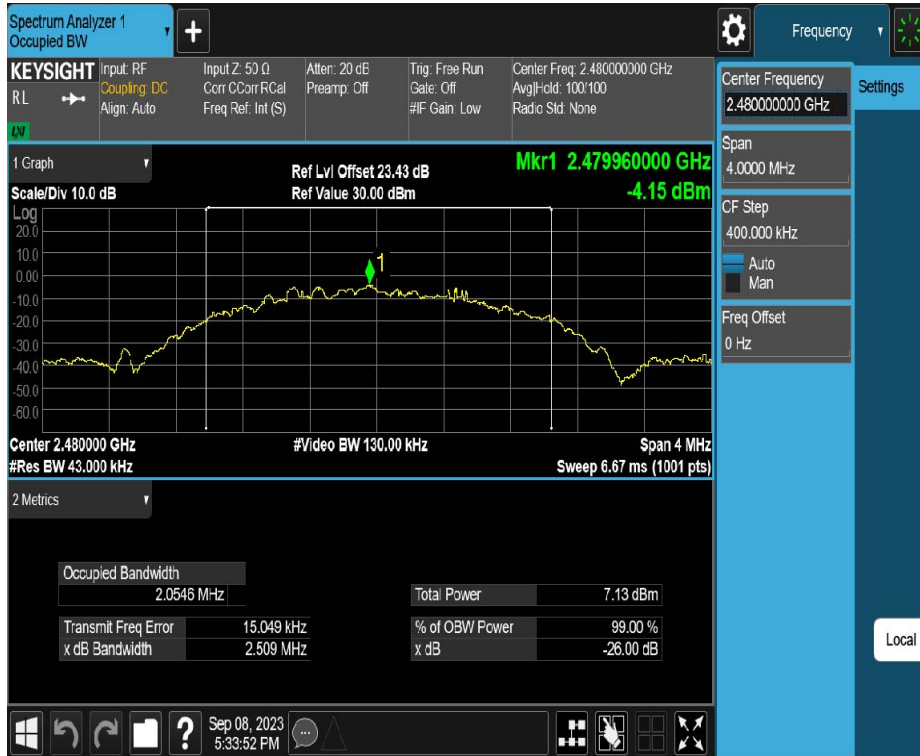 Spectrum Analyzer 1
Occupied BW
+
Frequency
KEYSIGHT
RL
LXI
Input: RF
Coupling: DC
Align: Auto
Input Z: 50 Ω
Corr CCorr RCal
Freq Ref: Int (S)
Atten: 20 dB
Preamp: Off
Trig: Free Run
Gate: Off
#IF Gain: Low
Center Freq: 2.480000000 GHz
Avg|Hold: 100/100
Radio Std: None
Center Frequency
2.480000000 GHz
Settings
Span
4.0000 MHz
CF Step
400.000 kHz
Auto
Man
Freq Offset
0 Hz
1 Graph
Scale/Div 10.0 dB
Ref Lvl Offset 23.43 dB
Ref Value 30.00 dBm
Mkr1 2.479960000 GHz
-4.15 dBm
Log
20.0
10.0
0.00
-10.0
-20.0
-30.0
-40.0
-50.0
-60.0
1
Center 2.480000 GHz
#Res BW 43.000 kHz
#Video BW 130.00 kHz
Span 4 MHz
Sweep 6.67 ms (1001 pts)
2 Metrics
Occupied Bandwidth
2.0546 MHz
Total Power 7.13 dBm
Transmit Freq Error 15.049 kHz
% of OBW Power 99.00 %
x dB Bandwidth 2.509 MHz
x dB -26.00 dB
Local
?
Sep 08, 2023
5:33:52 PM